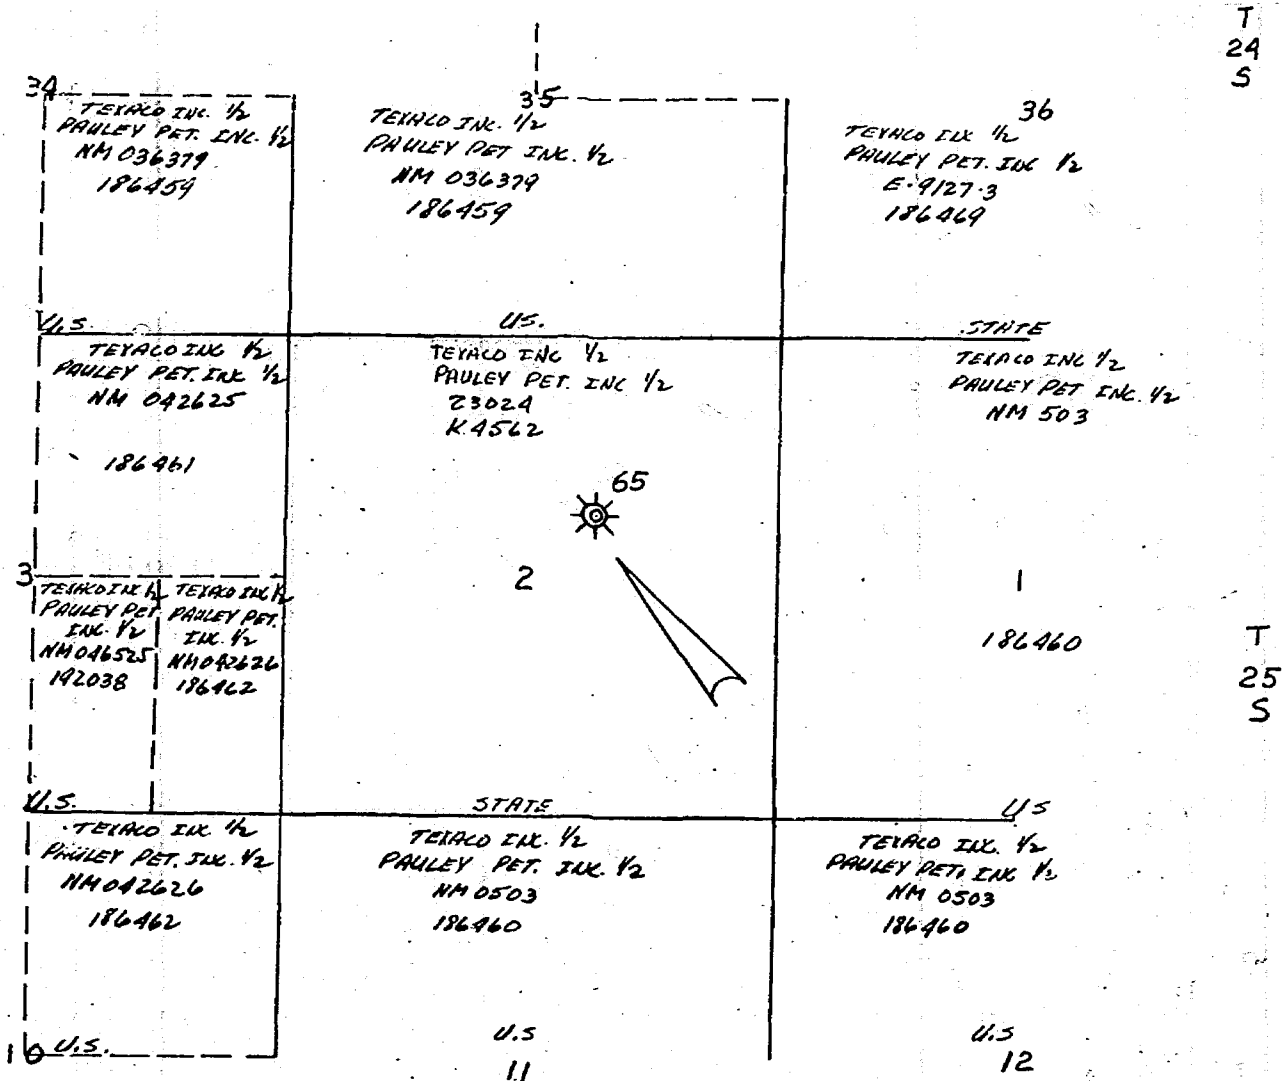 T
24
S
34
TEXACO INC. 1/2
PAULEY PET. INC. 1/2
NM 036379
186459
U.S.
35
TEXACO INC. 1/2
PAULEY PET INC. 1/2
NM 036379
186459
U.S.
36
TEXACO INC 1/2
PAULEY PET. INC 1/2
E-9127-3
186469
STATE
TEXACO INC 1/2
PAULEY PET. INC 1/2
NM 042625
186461
3
TEXACO INC 1/2
PAULEY PET. INC 1/2
23024
K.4562
65
2
STATE
TEXACO INC 1/2
PAULEY PET INC. 1/2
NM 503
1
186460
US
T
25
S
TEXACO INC 1/2
PAULEY PET
INC. 1/2
NM046525
192038
TEXACO INC 1/2
PAULEY PET.
INC. 1/2
NM042626
186462
U.S.
TEXACO INC 1/2
PAULEY PET. INC. 1/2
NM042626
186462
10 U.S.
TEXACO INC. 1/2
PAULEY PET. INC. 1/2
NM 0503
186460
U.S
11
TEXACO INC. 1/2
PAULEY PET. INC 1/2
NM 0503
186460
U.S
12